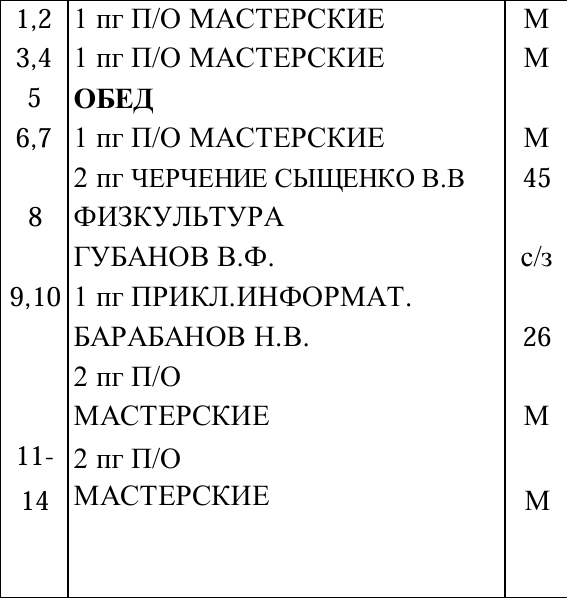 1,2 1 пг П/О МАСТЕРСКИЕ М
3,4 1 пг П/О МАСТЕРСКИЕ М
5 ОБЕД
6,7 1 пг П/О МАСТЕРСКИЕ М
2 пг ЧЕРЧЕНИЕ СЫЩЕНКО В.В 45
8 ФИЗКУЛЬТУРА
ГУБАНОВ В.Ф. с/з
9,10 1 пг ПРИКЛ.ИНФОРМАТ.
БАРАБАНОВ Н.В. 26
2 пг П/О
МАСТЕРСКИЕ М
11- 2 пг П/О
14 МАСТЕРСКИЕ М